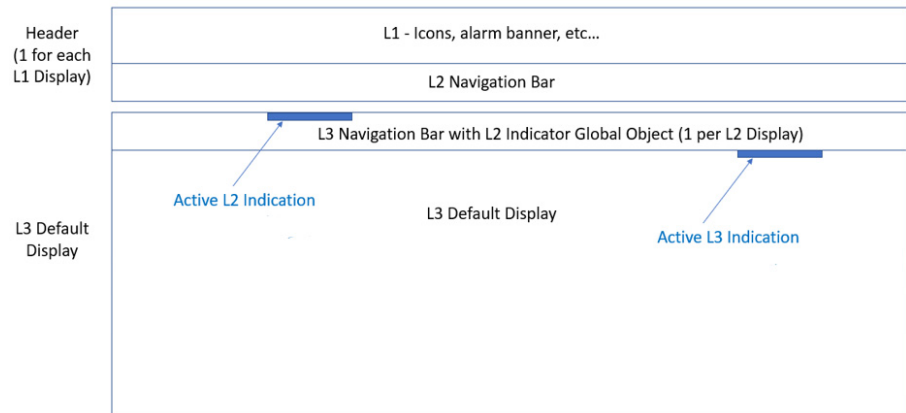 Header
(1 for each
L1 Display)
L1 - Icons, alarm banner, etc...
L2 Navigation Bar
L3 Navigation Bar with L2 Indicator Global Object (1 per L2 Display)
Active L2 Indication
L3 Default Display
Active L3 Indication
L3 Default
Display